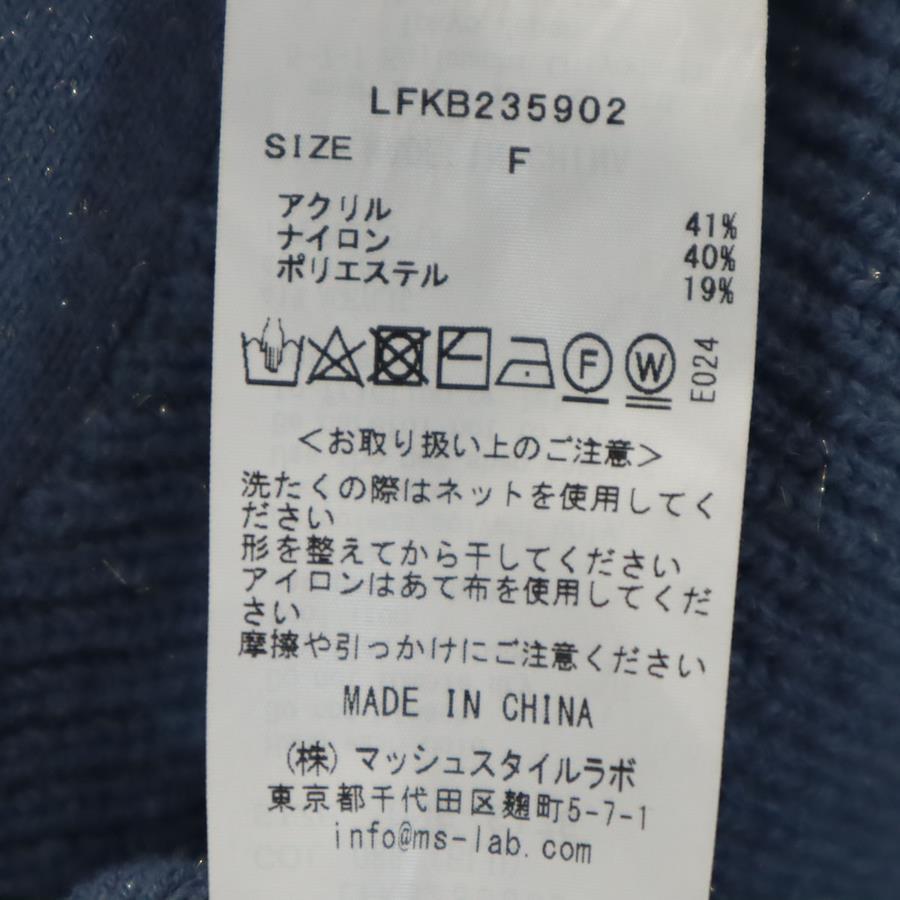 LFKB235902
SIZE F
アクリル 41%
ナイロン 40%
ポリエステル 19%
F W E024
＜お取り扱い上のご注意＞
洗たくの際はネットを使用してく
ださい
形を整えてから干してください
アイロンはあて布を使用してくだ
さい
摩擦や引っかけにご注意ください
MADE IN CHINA
(株) マッシュスタイルラボ
東京都千代田区麹町5-7-1
info@ms-lab.com